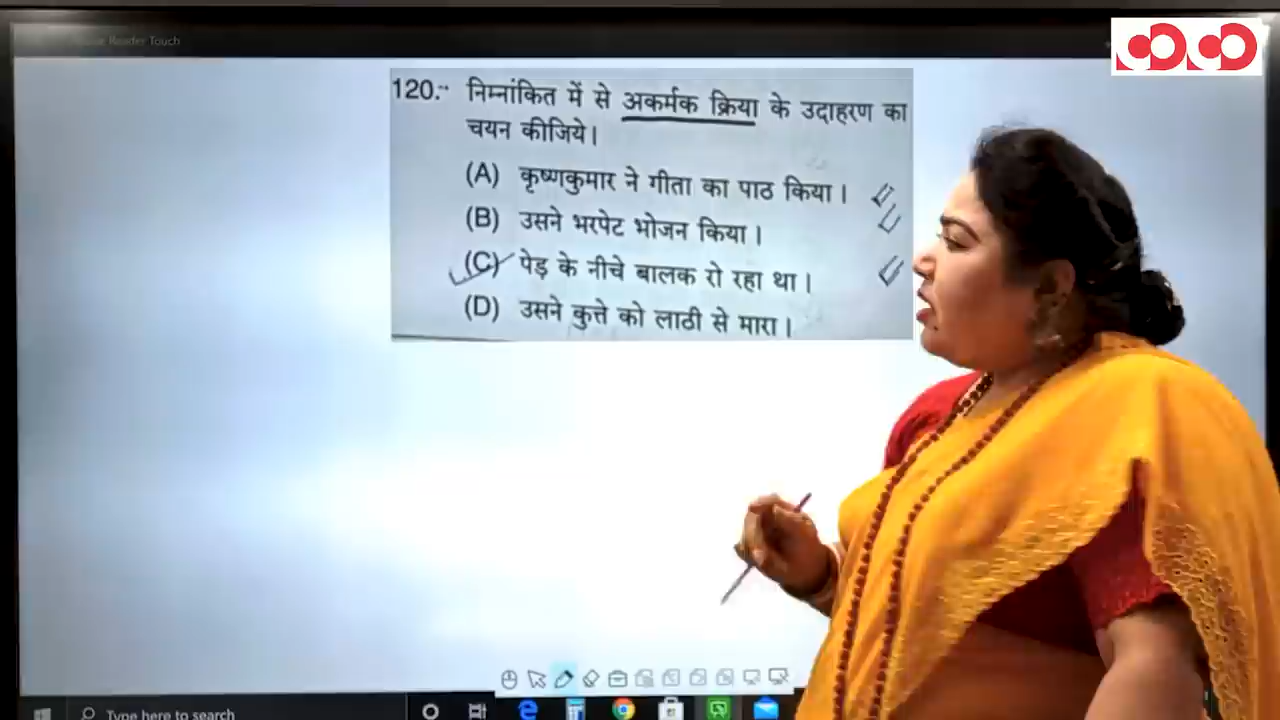 120. निम्नांकित में से अकर्मक क्रिया के उदाहरण का
चयन कीजिये।
(A) कृष्णकुमार ने गीता का पाठ किया।
(B) उसने भरपेट भोजन किया।
(C) पेड़ के नीचे बालक रो रहा था।
(D) उसने कुत्ते को लाठी से मारा।
Type here to search